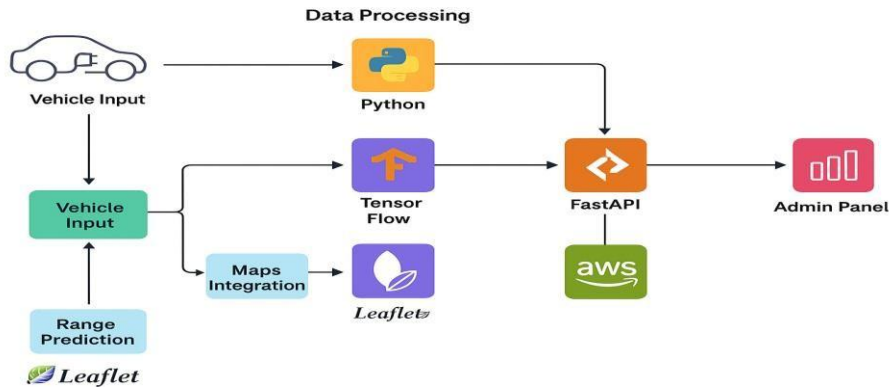 Data Processing
Vehicle Input
Python
Vehicle
Input
Tensor
Flow
FastAPI
Admin Panel
Maps
Integration
aws
Leaflet
Range
Prediction
Leaflet